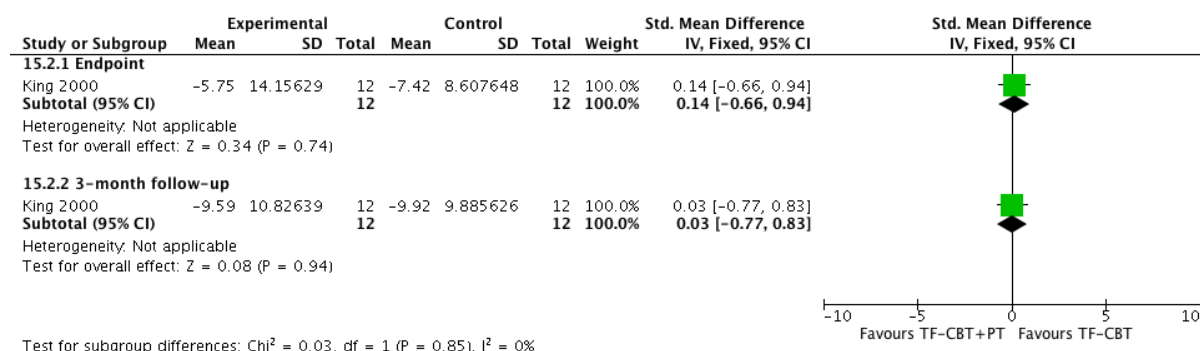 Experimental Control Std. Mean Difference Std. Mean Difference
Study or Subgroup Mean SD Total Mean SD Total Weight IV, Fixed, 95% CI IV, Fixed, 95% CI
15.2.1 Endpoint
King 2000 −5.75 14.15629 12 −7.42 8.607648 12 100.0% 0.14 [−0.66, 0.94]
Subtotal (95% CI) 12 12 100.0% 0.14 [−0.66, 0.94]
Heterogeneity: Not applicable
Test for overall effect: Z = 0.34 (P = 0.74)
15.2.2 3−month follow−up
King 2000 −9.59 10.82639 12 −9.92 9.885626 12 100.0% 0.03 [−0.77, 0.83]
Subtotal (95% CI) 12 12 100.0% 0.03 [−0.77, 0.83]
Heterogeneity: Not applicable
Test for overall effect: Z = 0.08 (P = 0.94)
−10 −5 0 5 10
Favours TF−CBT+PT Favours TF−CBT
Test for subgroup differences: Chi² = 0.03, df = 1 (P = 0.85), I² = 0%